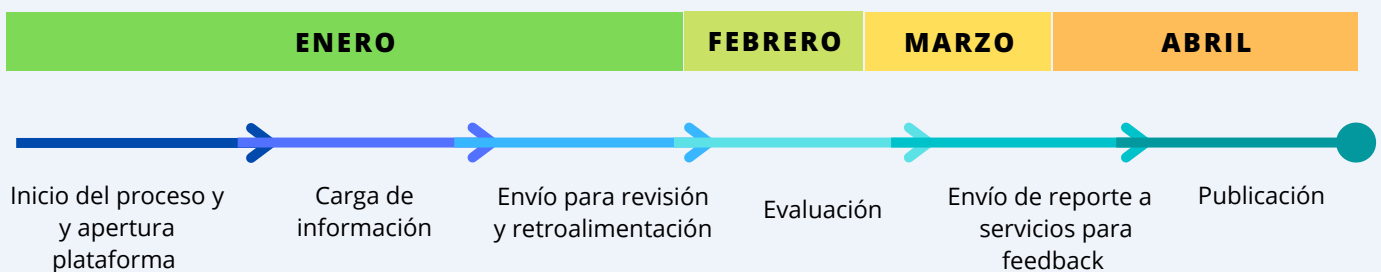 ENERO
FEBRERO
MARZO
ABRIL
Inicio del proceso y
y apertura
plataforma
Carga de
información
Envío para revisión
y retroalimentación
Evaluación
Envío de reporte a
servicios para
feedback
Publicación